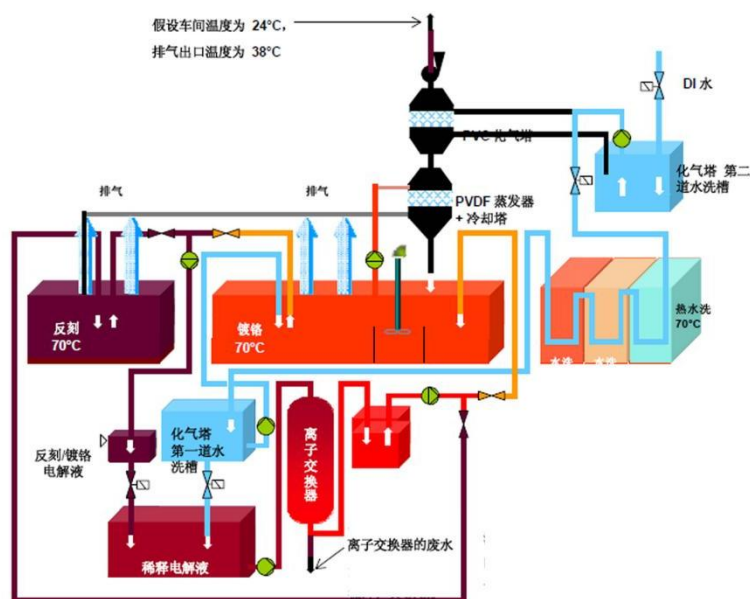 假设车间温度为 24°C,
排气出口温度为 38°C
DI 水
PVC 化气塔
化气塔 第二
道水洗槽
排气
排气
PVDF 蒸发器
+ 冷却塔
反刻
70°C
镀铬
70°C
热水洗
70°C
水洗
水洗
化气塔
第一道水
洗槽
离子交换器
反刻/镀铬
电解液
稀释电解液
离子交换器的废水